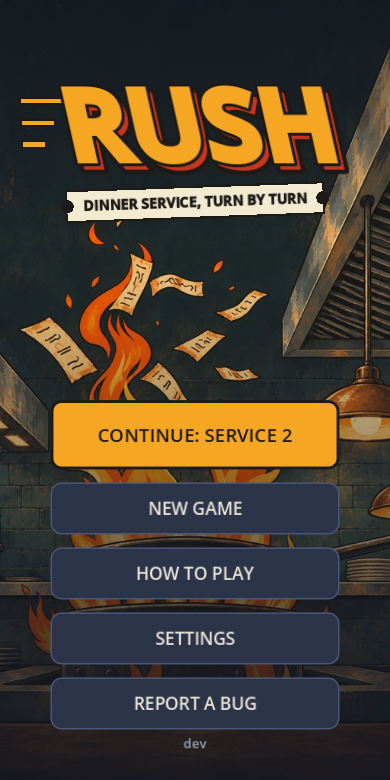 RUSH
DINNER SERVICE, TURN BY TURN
CONTINUE: SERVICE 2
NEW GAME
HOW TO PLAY
SETTINGS
REPORT A BUG
dev